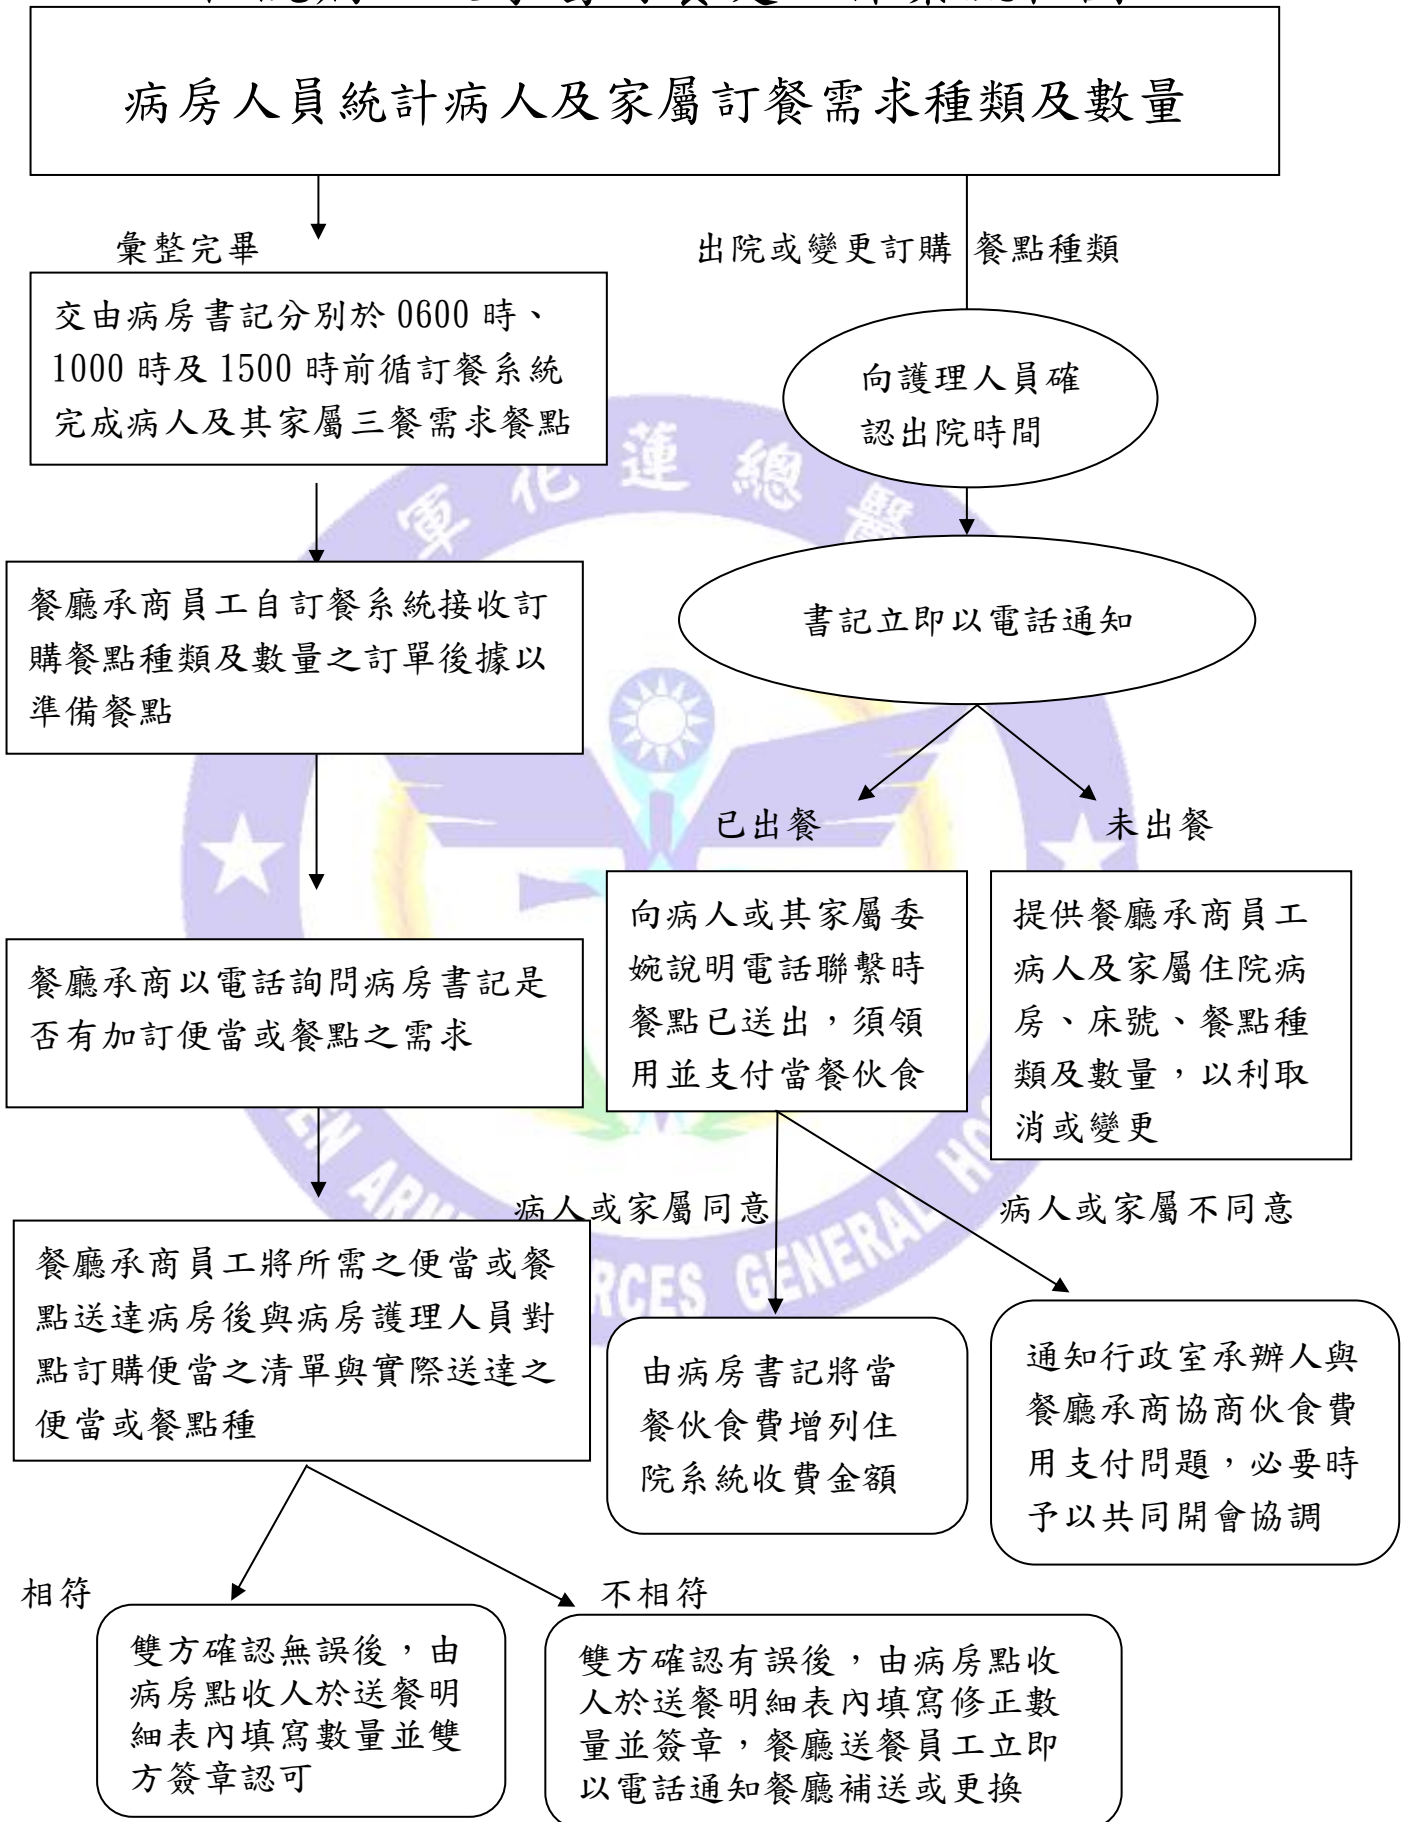 病房人員統計病人及家屬訂餐需求種類及數量
彙整完畢
出院或變更訂購 餐點種類
交由病房書記分別於 0600 時、
1000 時及 1500 時前循訂餐系統
完成病人及其家屬三餐需求餐點
向護理人員確
認出院時間
軍花蓮總醫
餐廳承商員工自訂餐系統接收訂
購餐點種類及數量之訂單後據以
準備餐點
書記立即以電話通知
已出餐
未出餐
餐廳承商以電話詢問病房書記是
否有加訂便當或餐點之需求
向病人或其家屬委
婉說明電話聯繫時
餐點已送出，須領
用並支付當餐伙食
提供餐廳承商員工
病人及家屬住院病
房、床號、餐點種
類及數量，以利取
消或變更
病人或家屬同意
病人或家屬不同意
餐廳承商員工將所需之便當或餐
點送達病房後與病房護理人員對
點訂購便當之清單與實際送達之
便當或餐點種
GENERAL
由病房書記將當
餐伙食費增列住
院系統收費金額
通知行政室承辦人與
餐廳承商協商伙食費
用支付問題，必要時
予以共同開會協調
相符
不相符
雙方確認無誤後，由
病房點收人於送餐明
細表內填寫數量並雙
方簽章認可
雙方確認有誤後，由病房點收
人於送餐明細表內填寫修正數
量並簽章，餐廳送餐員工立即
以電話通知餐廳補送或更換